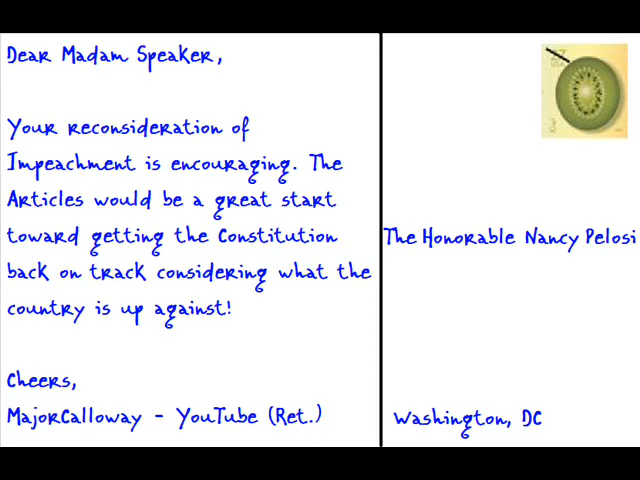 Dear Madam Speaker,
Your reconsideration of
Impeachment is encouraging. The
Articles would be a great start
toward getting the Constitution
back on track considering what the
country is up against!
Cheers,
MajorCalloway - YouTube (Ret.)
The Honorable Nancy Pelosi
Washington, DC
Kiwi